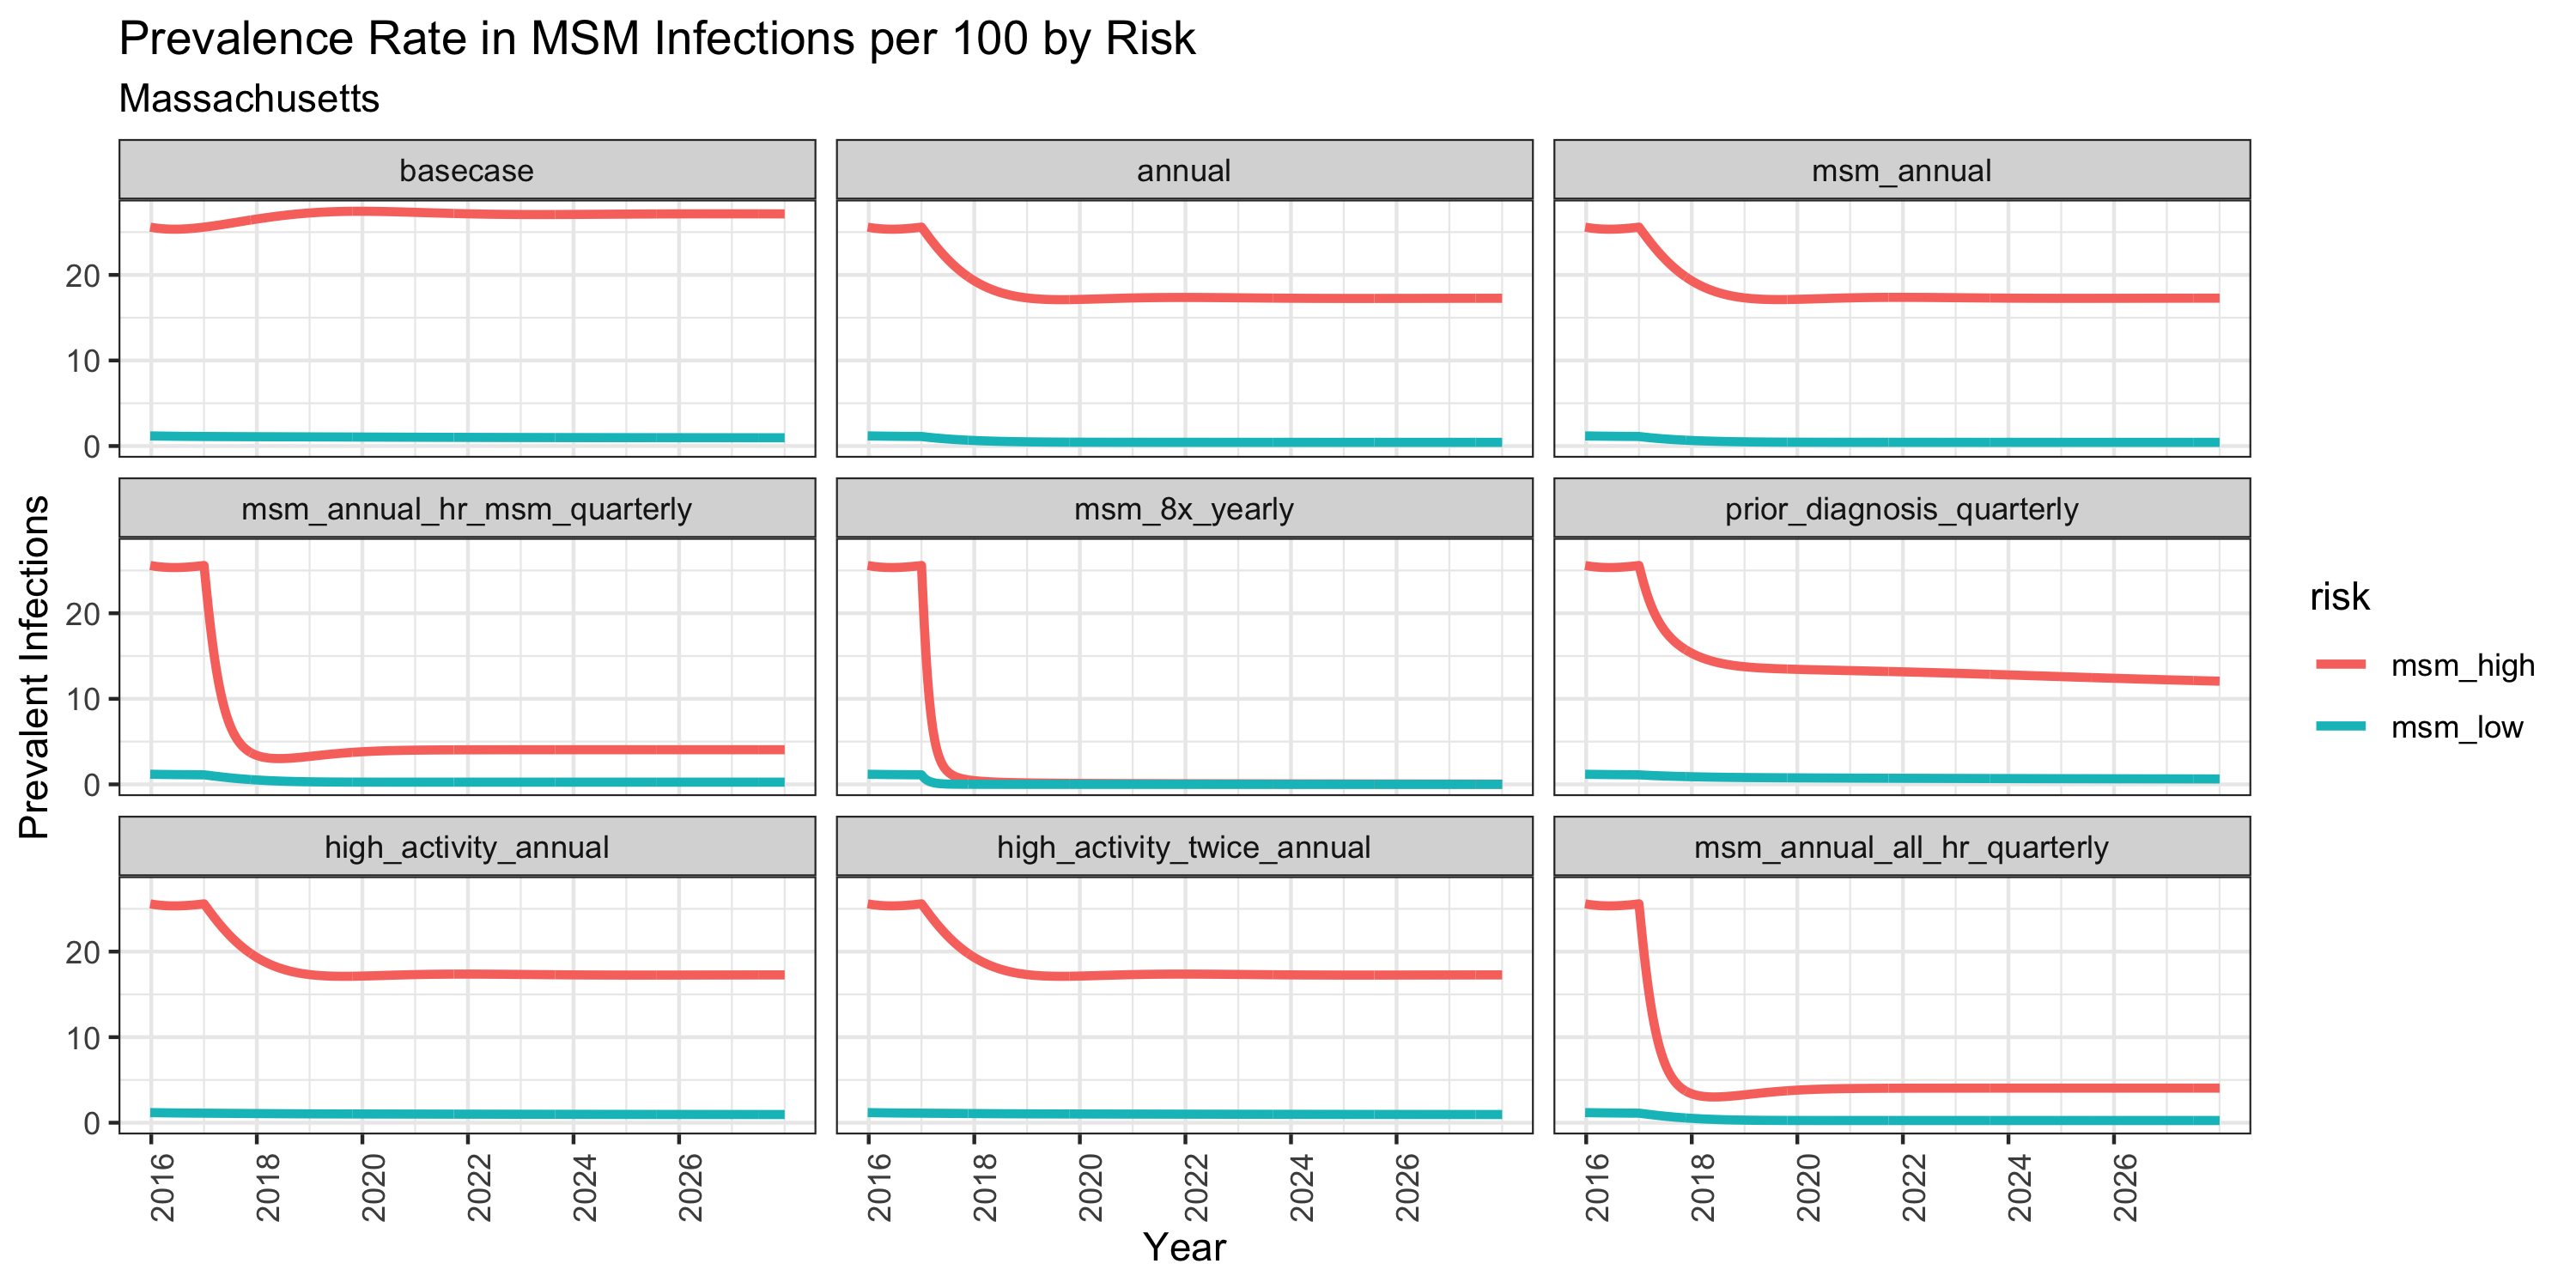 Prevalence Rate in MSM Infections per 100 by Risk
Massachusetts
basecase
annual
msm_annual
20
10
0
msm_annual_hr_msm_quarterly
msm_8x_yearly
prior_diagnosis_quarterly
20
10
0
high_activity_annual
high_activity_twice_annual
msm_annual_all_hr_quarterly
20
10
0
2016 2018 2020 2022 2024 2026
2016 2018 2020 2022 2024 2026
2016 2018 2020 2022 2024 2026
Year
Prevalent Infections
risk
msm_high
msm_low